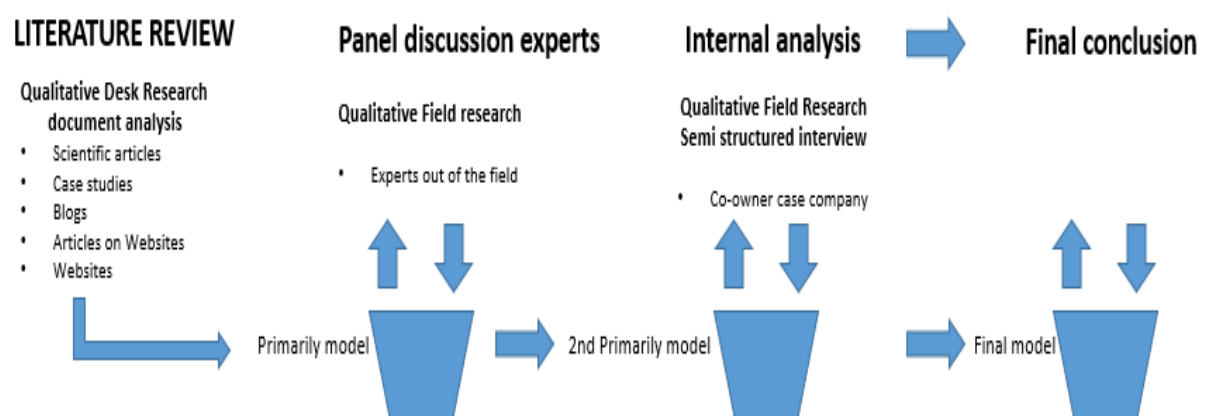 LITERATURE REVIEW
Qualitative Desk Research
document analysis
• Scientific articles
• Case studies
• Blogs
• Articles on Websites
• Websites
Panel discussion experts
Qualitative Field research
• Experts out of the field
Internal analysis
Qualitative Field Research
Semi structured interview
• Co-owner case company
Final conclusion
Primarily model
2nd Primarily model
Final model